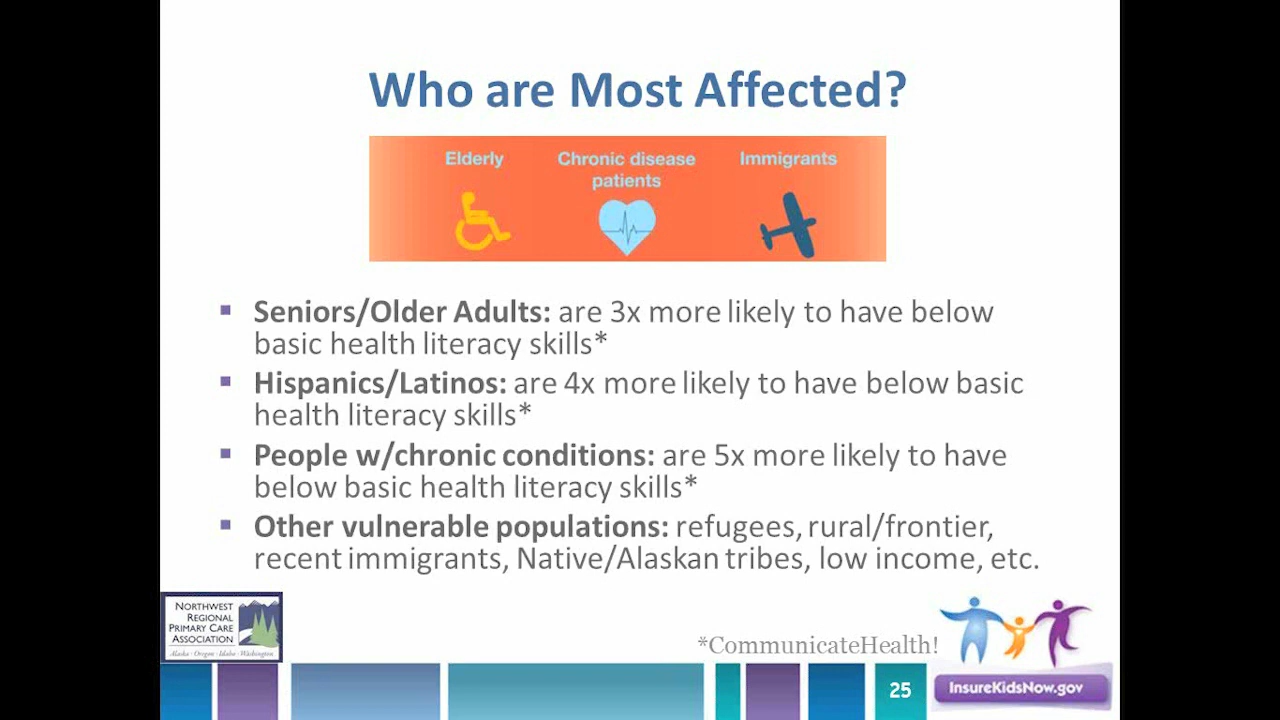 Who are Most Affected?
Elderly
Chronic disease
patients
Immigrants
Seniors/Older Adults: are 3x more likely to have below
basic health literacy skills*
Hispanics/Latinos: are 4x more likely to have below basic
health literacy skills*
People w/chronic conditions: are 5x more likely to have
below basic health literacy skills*
Other vulnerable populations: refugees, rural/frontier,
recent immigrants, Native/Alaskan tribes, low income, etc.
NORTHWEST
REGIONAL
PRIMARY CARE
ASSOCIATION
Alaska · Oregon · Idaho · Washington
*CommunicateHealth!
25
InsureKidsNow.gov